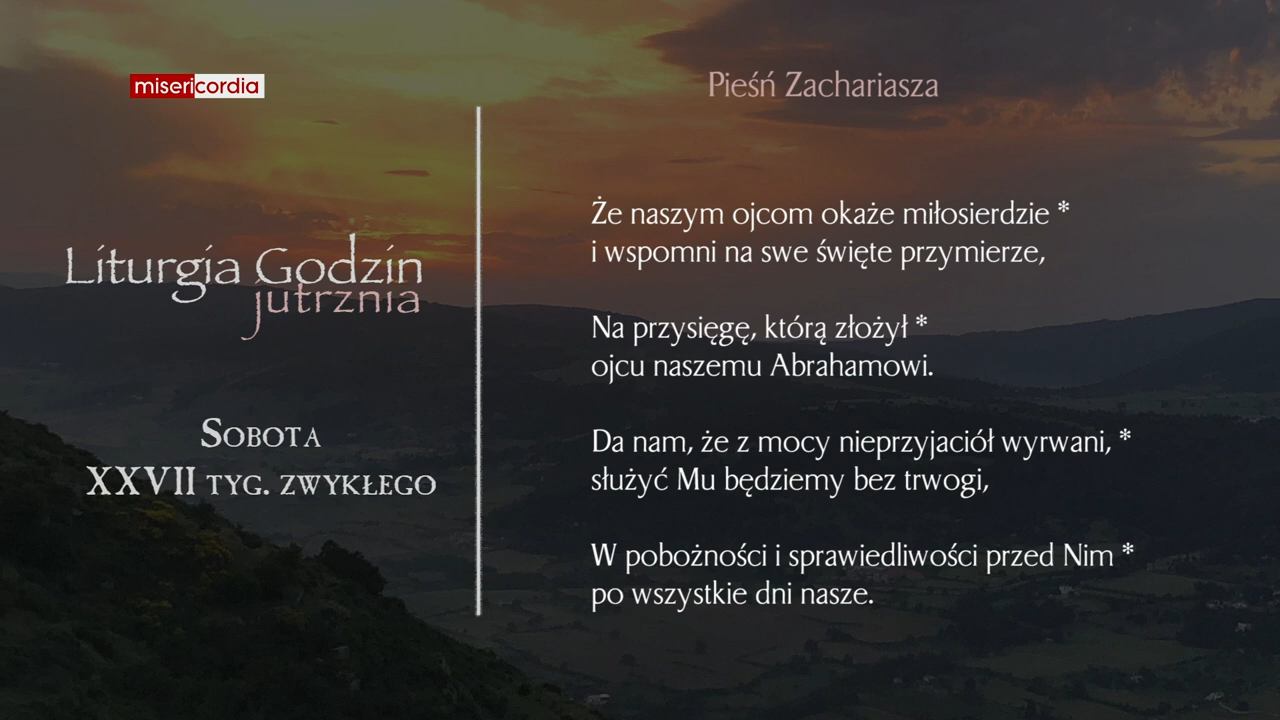 misericordia
Liturgia Godzin
jutrznia
Sobota
XXVII tyg. zwykłego
Pieśń Zachariasza
Że naszym ojcom okaże miłosierdzie *
i wspomni na swe święte przymierze,
Na przysięgę, którą złożył *
ojcu naszemu Abrahamowi.
Da nam, że z mocy nieprzyjaciół wyrwani, *
służyć Mu będziemy bez trwogi,
W pobożności i sprawiedliwości przed Nim *
po wszystkie dni nasze.